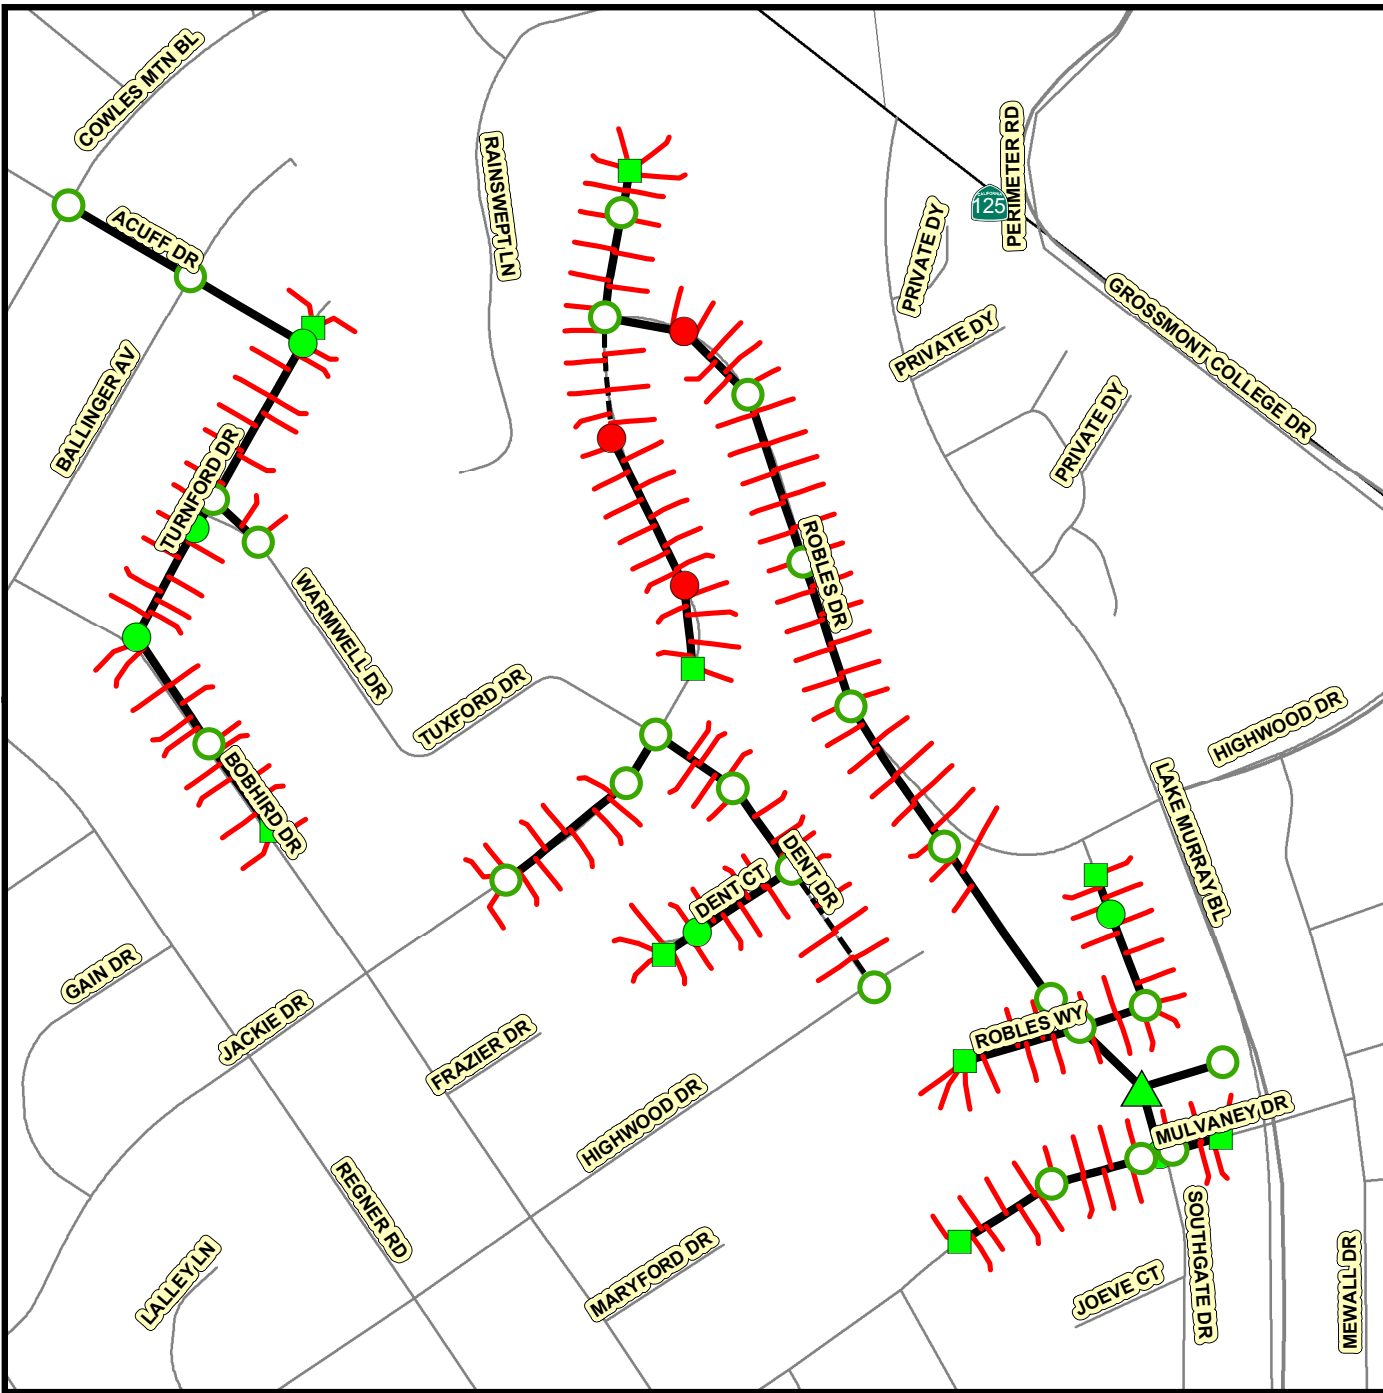 COWLES MTN BL
ACUFF DR
RAINSWEPT LN
PERIMETER RD
CALIFORNIA
125
PRIVATE DY
PRIVATE DY
GROSSMONT COLLEGE DR
BALLINGER AV
PRIVATE DY
TURNFORD DR
ROBLES DR
WARMWELL DR
TUXFORD DR
HIGHWOOD DR
BOBHIRD DR
LAKE MURRAY BL
DENT DR
DENT CT
GAIN DR
JACKIE DR
ROBLES WY
FRAZIER DR
HIGHWOOD DR
MULVANEY DR
REGNER RD
SOUTHGATE DR
LALLEY LN
MARYFORD DR
JOEVE CT
MEWALL DR